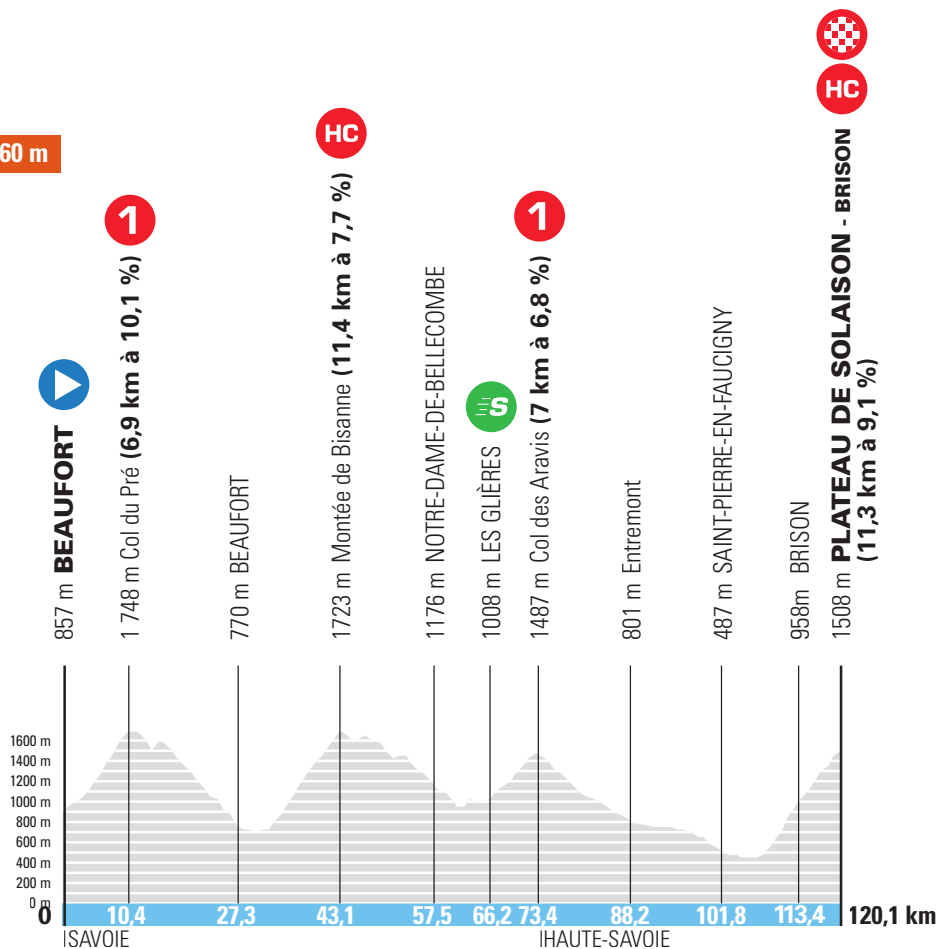 60 m
857 m BEAUFORT
1
1 748 m Col du Pré (6,9 km à 10,1 %)
770 m BEAUFORT
HC
1723 m Montée de Bisanne (11,4 km à 7,7 %)
1176 m NOTRE-DAME-DE-BELLECOMBE
S
1008 m LES GLIÈRES
1
1487 m Col des Aravis (7 km à 6,8 %)
801 m Entremont
487 m SAINT-PIERRE-EN-FAUCIGNY
958m BRISON
HC
1508 m PLATEAU DE SOLAISON - BRISON
(11,3 km à 9,1 %)
1600 m
1400 m
1200 m
1000 m
800 m
600 m
400 m
200 m
0 m
0 10,4 27,3 43,1 57,5 66,2 73,4 88,2 101,8 113,4 120,1 km
SAVOIE HAUTE-SAVOIE